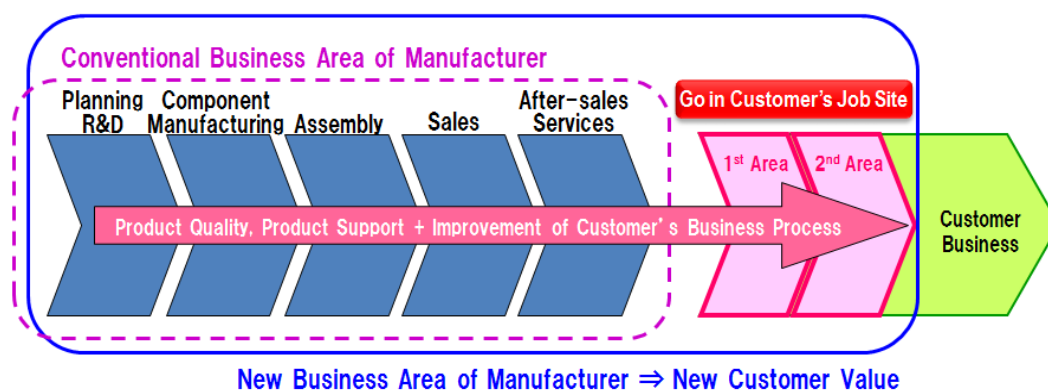 Conventional Business Area of Manufacturer
Planning
R&D
Component
Manufacturing
Assembly
Sales
After-sales
Services
Go in Customer's Job Site
1st Area
2nd Area
Product Quality, Product Support + Improvement of Customer's Business Process
Customer
Business
New Business Area of Manufacturer ⇒ New Customer Value